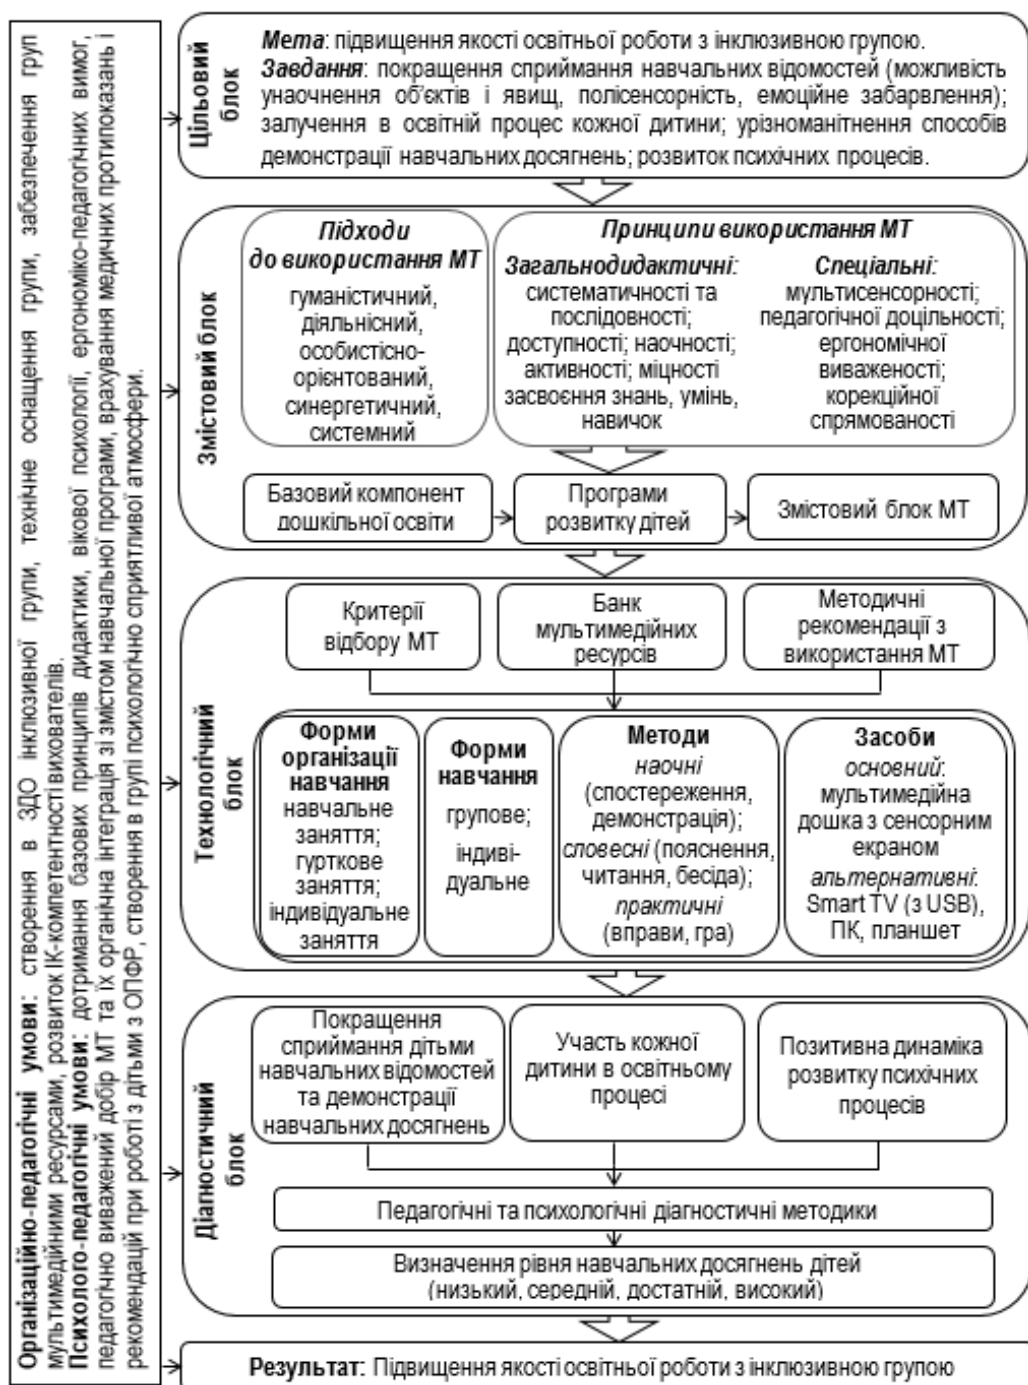 Організаційно-педагогічні умови: створення в ЗДО інклюзивної групи, технічне оснащення групи, забезпечення груп
мультимедійними ресурсами, розвиток ІК-компетентності вихователів.
Психолого-педагогічні умови: дотримання базових принципів дидактики, вікової психології, ергономіко-педагогічних вимог,
педагогічно виважений добір МТ та їх органічна інтеграція зі змістом навчальної програми, врахування медичних протипоказань і
рекомендацій при роботі з дітьми з ОПФР, створення в групі психологічно сприятливої атмосфери.
Цільовий
блок
Мета: підвищення якості освітньої роботи з інклюзивною групою.
Завдання: покращення сприймання навчальних відомостей (можливість
унаочнення об'єктів і явищ, полісенсорність, емоційне забарвлення);
залучення в освітній процес кожної дитини; урізноманітнення способів
демонстрації навчальних досягнень; розвиток психічних процесів.
Змістовий блок
Підходи
до використання МТ
гуманістичний,
діяльнісний,
особистісно-
орієнтований,
синергетичний,
системний
Принципи використання МТ
Загальнодидактичні:
систематичності та
послідовності;
доступності; наочності;
активності; міцності
засвоєння знань, умінь,
навичок
Спеціальні:
мультисенсорності;
педагогічної доцільності;
ергономічної
виваженості;
корекційної
спрямованості
Базовий компонент
дошкільної освіти
Програми
розвитку дітей
Змістовий блок МТ
Технологічний
блок
Критерії
відбору МТ
Банк
мультимедійних
ресурсів
Методичні
рекомендації з
використання МТ
Форми
організації
навчання
навчальне
заняття;
гурткове
заняття;
індивідуальне
заняття
Форми
навчання
групове;
індиві-
дуальне
Методи
наочні
(спостереження,
демонстрація);
словесні (пояснення,
читання, бесіда);
практичні
(вправи, гра)
Засоби
основний:
мультимедійна
дошка з сенсорним
екраном
альтернативні:
Smart TV (з USB),
ПК, планшет
Діагностичний
блок
Покращення
сприймання дітьми
навчальних відомостей
та демонстрації
навчальних досягнень
Участь кожної
дитини в освітньому
процесі
Позитивна динаміка
розвитку психічних
процесів
Педагогічні та психологічні діагностичні методики
Визначення рівня навчальних досягнень дітей
(низький, середній, достатній, високий)
Результат: Підвищення якості освітньої роботи з інклюзивною групою